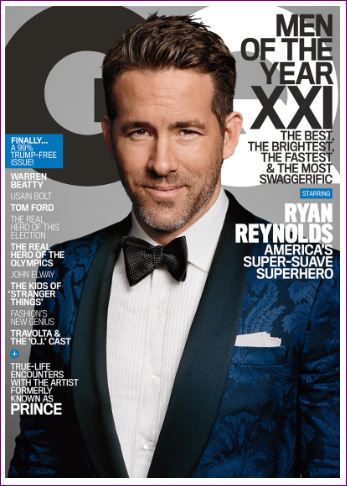 GQ
MEN
OF THE
YEAR
XXI
THE BEST,
THE BRIGHTEST,
THE FASTEST
& THE MOST
SWAGGERIFIC
STARRING
RYAN
REYNOLDS
AMERICA'S
SUPER-SUAVE
SUPERHERO
FINALLY...
A 99%
TRUMP-FREE
ISSUE!
WARREN
BEATTY
USAIN BOLT
TOM FORD
THE REAL
HERO OF THIS
ELECTION
THE REAL
HERO OF THE
OLYMPICS
JOHN ELWAY
THE KIDS OF
'STRANGER
THINGS'
FASHION'S
NEW GENIUS
TRAVOLTA &
THE 'O.J.' CAST
+
TRUE-LIFE
ENCOUNTERS
WITH THE ARTIST
FORMERLY
KNOWN AS
PRINCE